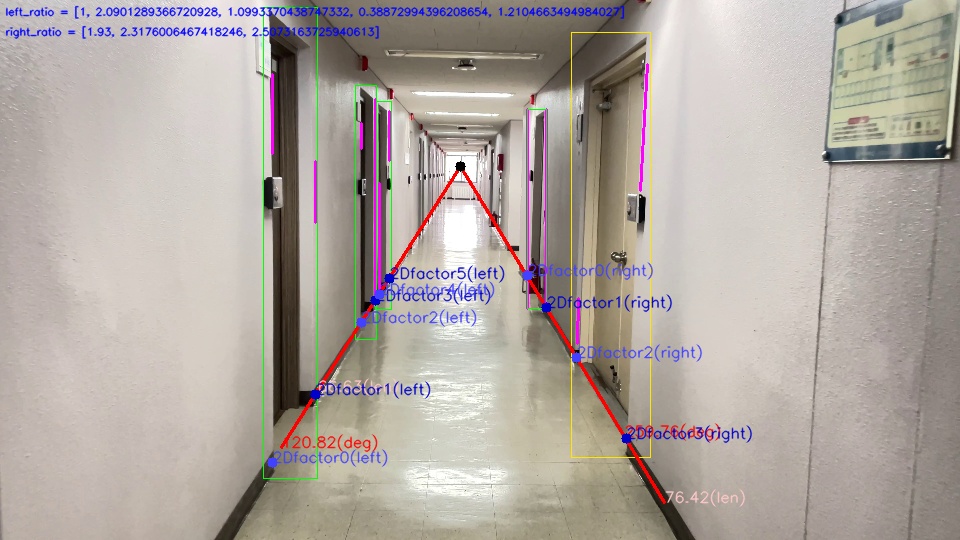 left_ratio = [1, 2.0901289366720928, 1.0993370438747332, 0.38872994396208654, 1.2104663494984027]
right_ratio = [1.93, 2.3176006467418246, 2.5073163725940613]
2Dfactor5(left)
2Dfactor0(right)
2Dfactor4(left)
2Dfactor3(left)
2Dfactor1(right)
2Dfactor2(left)
2Dfactor2(right)
2Dfactor1(left)
2Dfactor3(right)
120.82(deg)
2Dfactor0(left)
76.42(len)